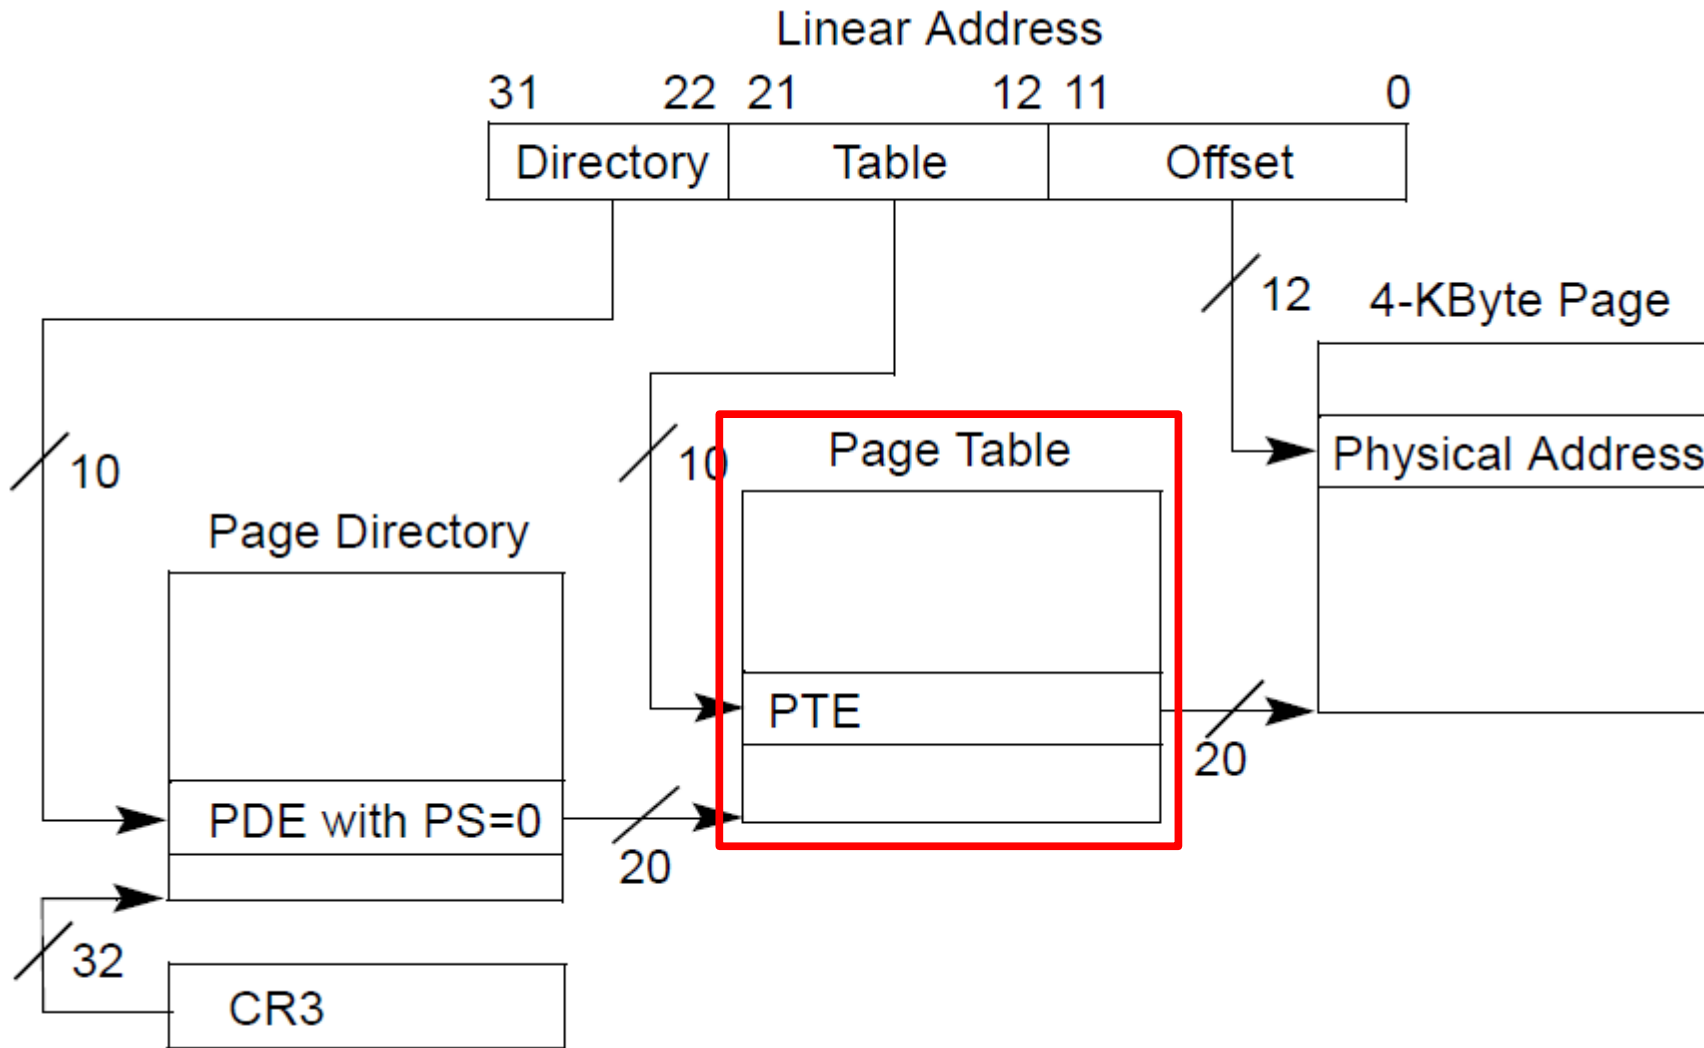 Linear Address
31 22 21 12 11 0
Directory Table Offset
12
4-KByte Page
10
10
Page Table
Physical Address
Page Directory
PTE
20
PDE with PS=0
20
32
CR3